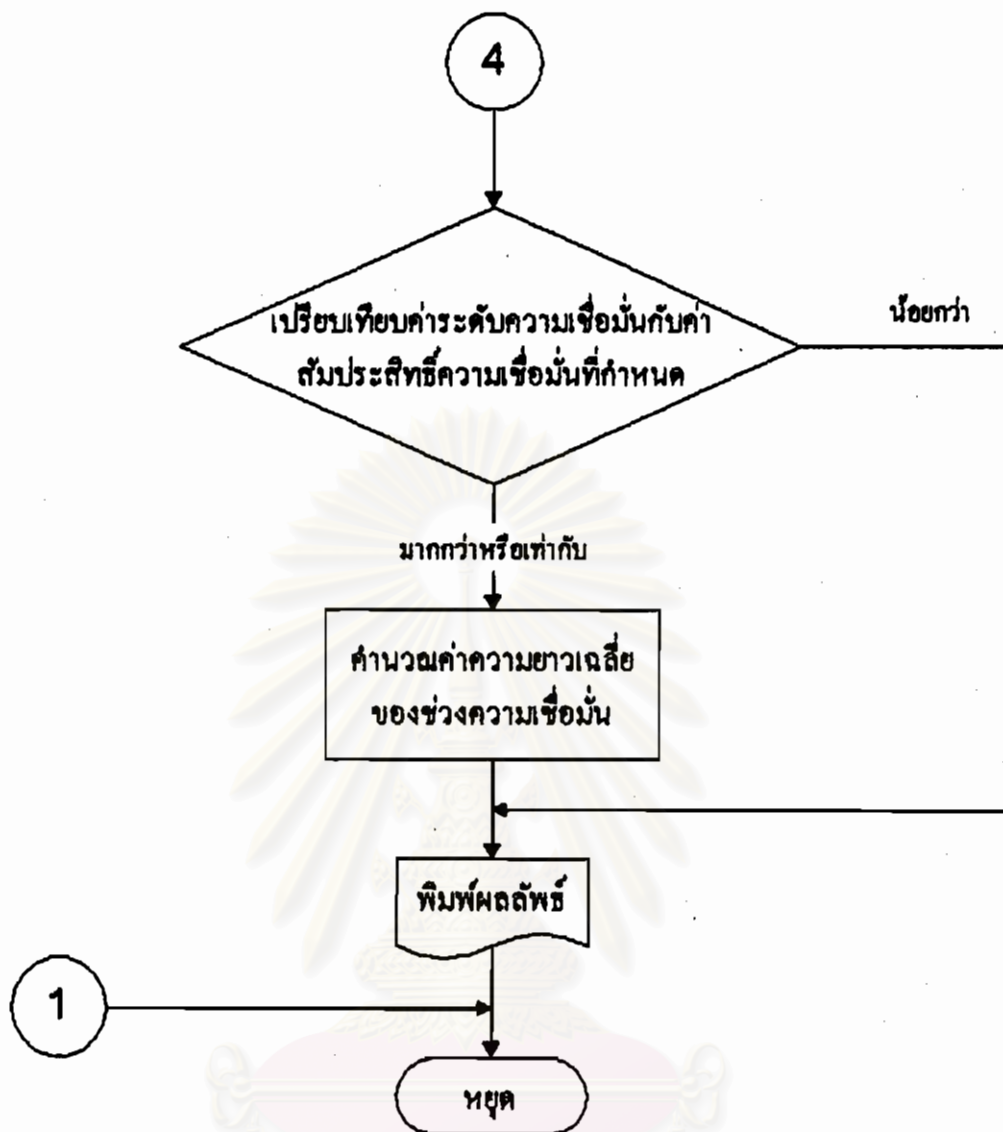 4
เปรียบเทียบค่าระดับความเชื่อมั่นกับค่า
สัมประสิทธิ์ความเชื่อมั่นที่กำหนด
น้อยกว่า
มากกว่าหรือเท่ากับ
คำนวณค่าความยาวเฉลี่ย
ของช่วงความเชื่อมั่น
พิมพ์ผลลัพธ์
1
หยุด